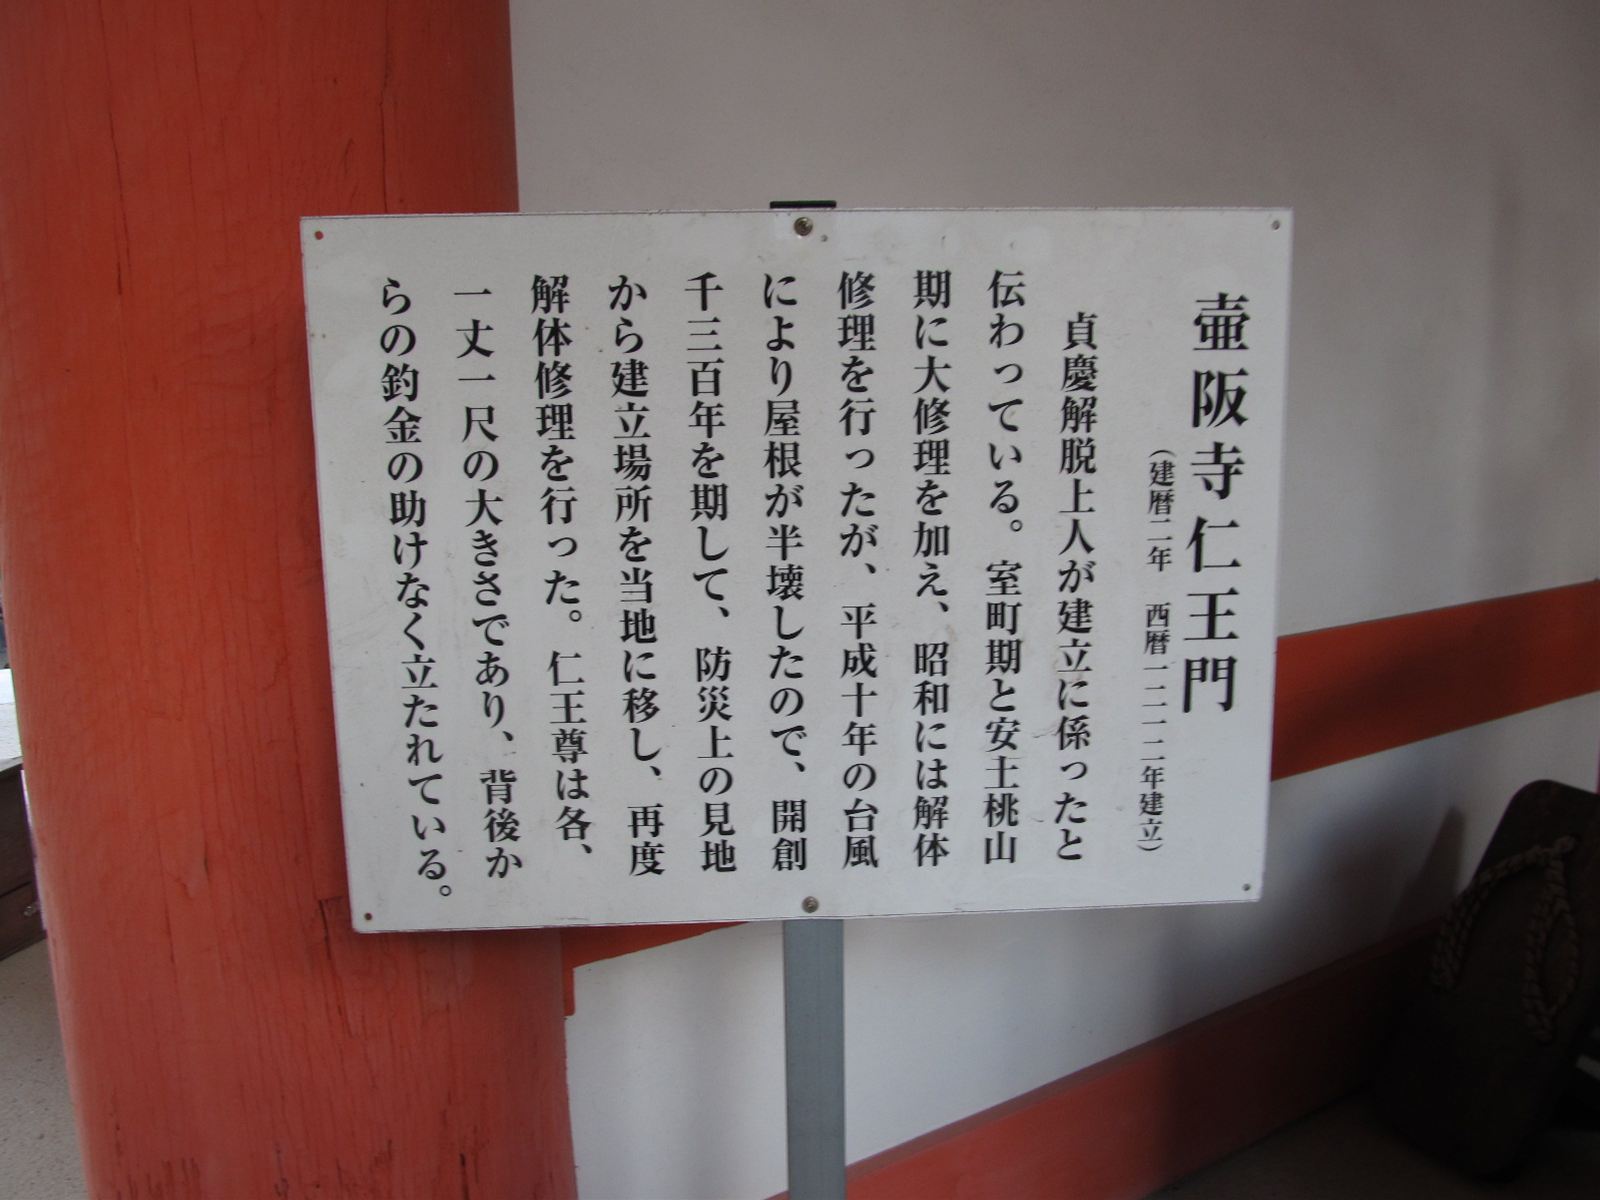 壷阪寺仁王門
（建暦二年　西暦一二一二年建立）
貞慶解脱上人が建立に係ったと
伝わっている。室町期と安土桃山
期に大修理を加え、昭和には解体
修理を行ったが、平成十年の台風
により屋根が半壊したので、開創
千三百年を期して、防災上の見地
から建立場所を当地に移し、再度
解体修理を行った。仁王尊は各、
一丈一尺の大きさであり、背後か
らの釣金の助けなく立たれている。